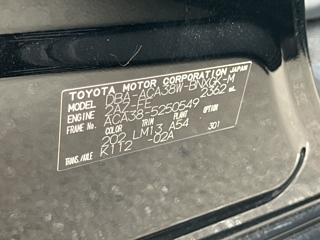 TOYOTA MOTOR CORPORATION JAPAN
MODEL DBA-ACA38W-BNXGK-M
ENGINE 2AZ-FE 2362 mL
FRAME No. ACA38-5250549
COLOR TRIM PLANT OPTION
202 LM13 A54 301
TRANS./AXLE K112 -02A